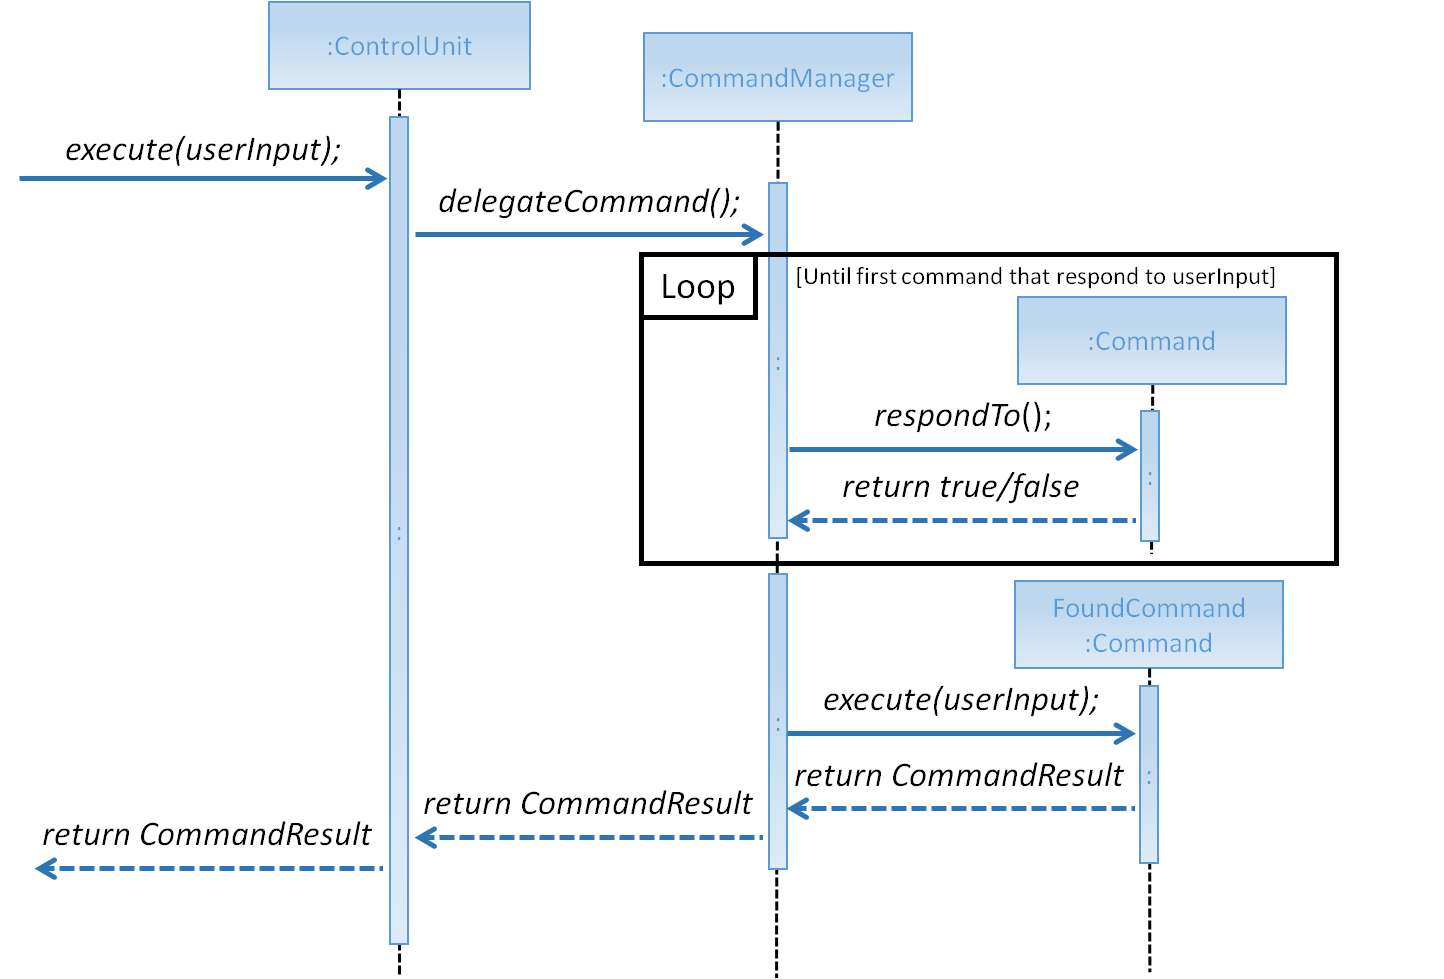 :ControlUnit
:CommandManager
execute(userInput);
delegateCommand();
Loop
[Until first command that respond to userInput]
:Command
:
respondTo();
:
return true/false
:
FoundCommand
:Command
execute(userInput);
:
return CommandResult
:
return CommandResult
return CommandResult